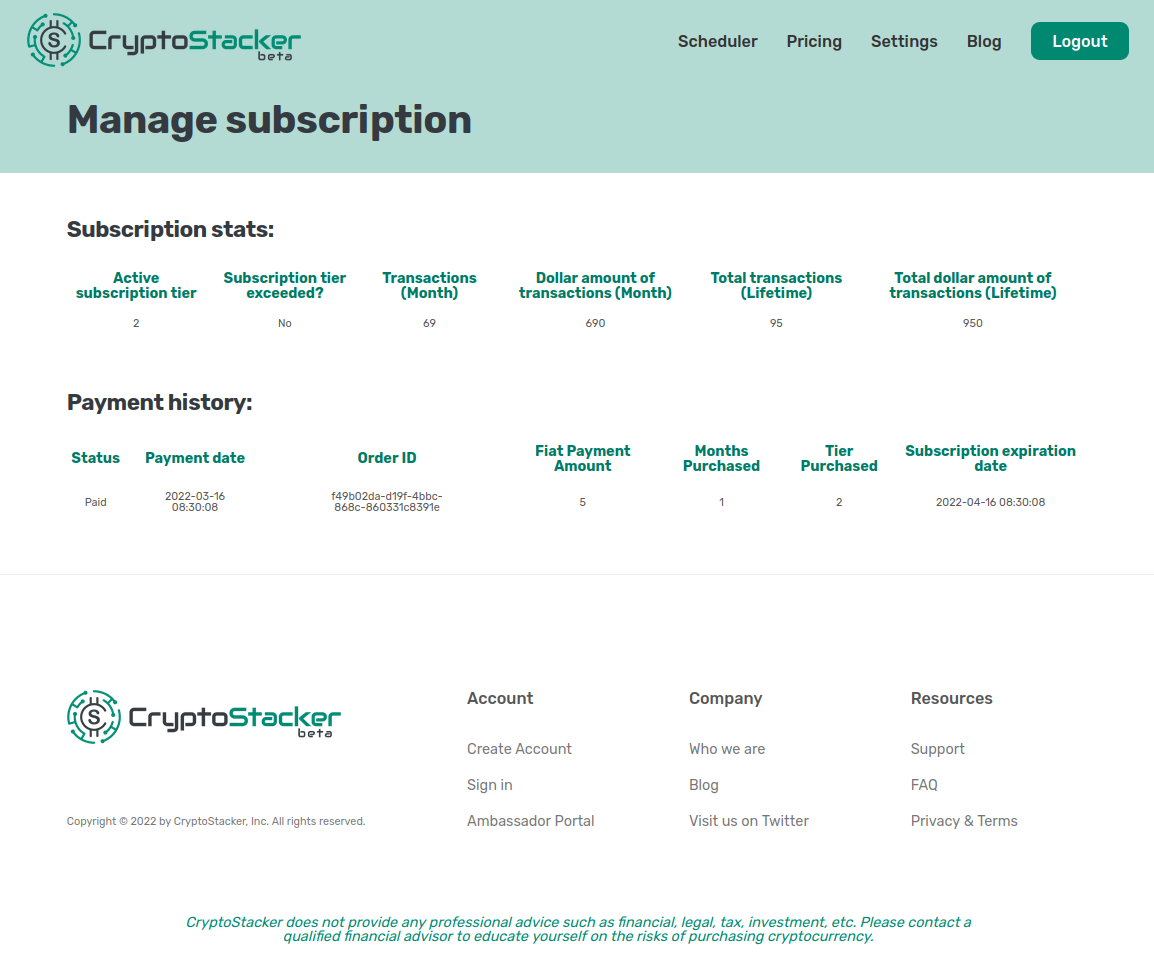 CryptoStacker
beta
Scheduler Pricing Settings Blog Logout
Manage subscription
Subscription stats:
Active subscription tier
Subscription tier exceeded?
Transactions (Month)
Dollar amount of transactions (Month)
Total transactions (Lifetime)
Total dollar amount of transactions (Lifetime)
2 No 69 690 95 950
Payment history:
Status
Payment date
Order ID
Fiat Payment Amount
Months Purchased
Tier Purchased
Subscription expiration date
Paid
2022-03-16
08:30:08
f49b02da-d19f-4bbc-
868c-860331c8391e
5
1
2
2022-04-16 08:30:08
CryptoStacker
beta
Copyright © 2022 by CryptoStacker, Inc. All rights reserved.
Account
Create Account
Sign in
Ambassador Portal
Company
Who we are
Blog
Visit us on Twitter
Resources
Support
FAQ
Privacy & Terms
CryptoStacker does not provide any professional advice such as financial, legal, tax, investment, etc. Please contact a
qualified financial advisor to educate yourself on the risks of purchasing cryptocurrency.